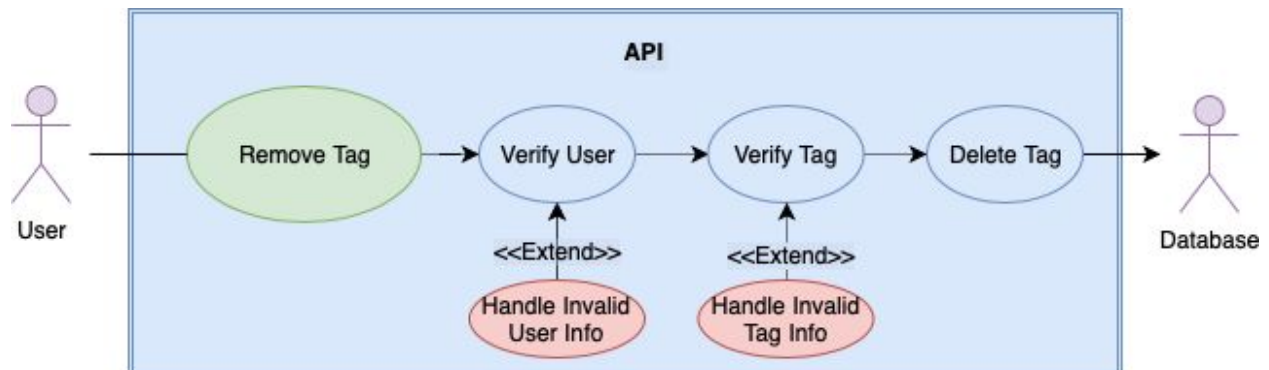 API
Remove Tag
Verify User
Verify Tag
Delete Tag
User
Database
<<Extend>>
<<Extend>>
Handle Invalid
User Info
Handle Invalid
Tag Info